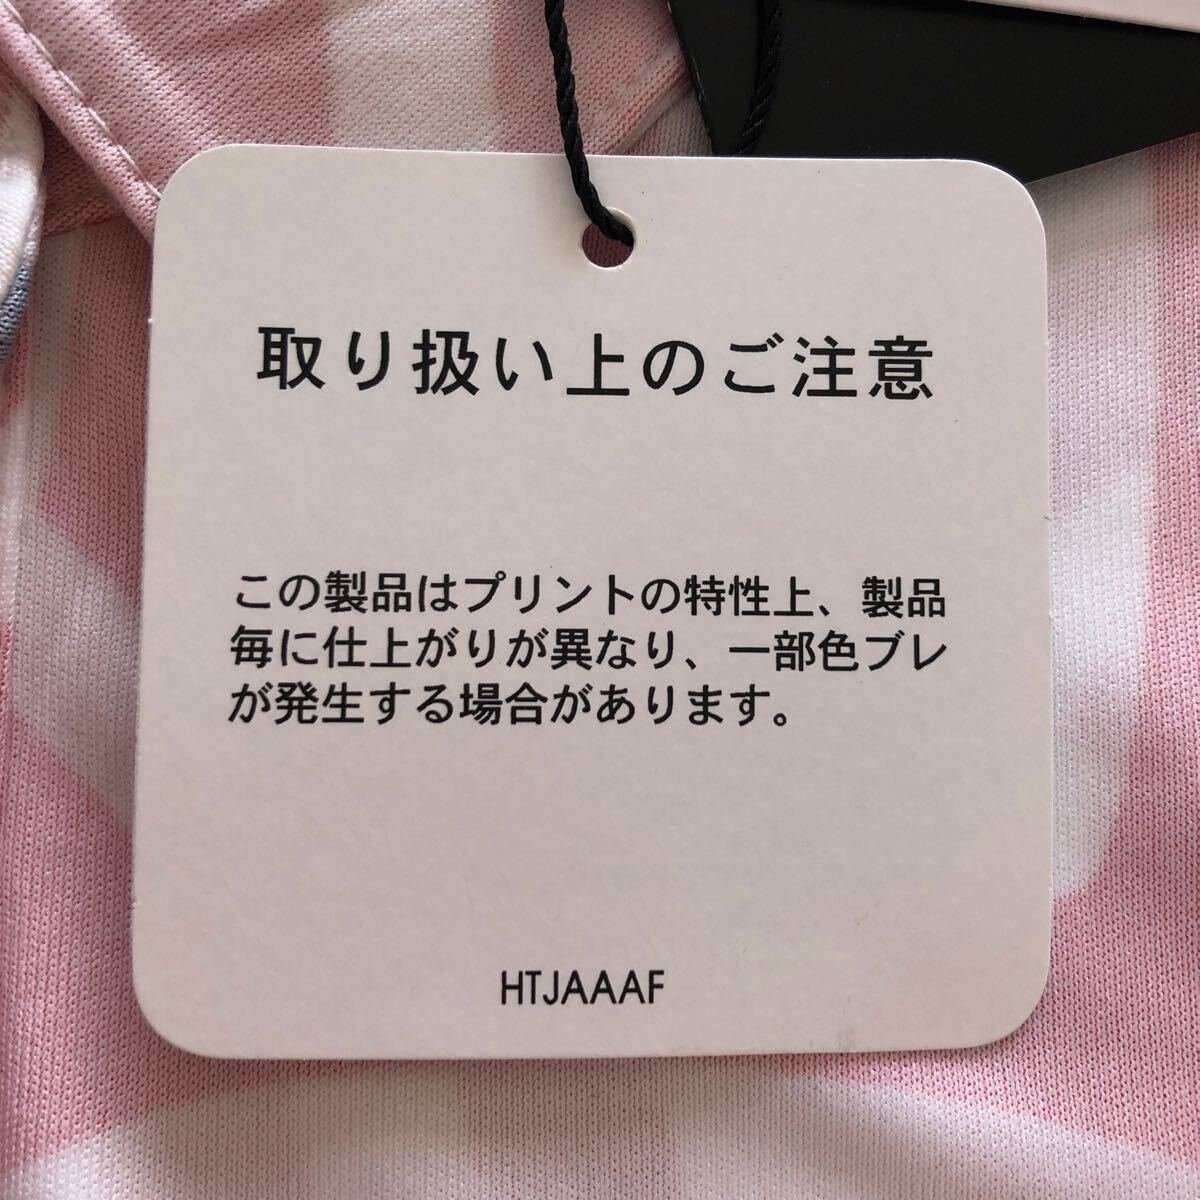 取り扱い上のご注意
この製品はプリントの特性上、製品
毎に仕上がりが異なり、一部色ブレ
が発生する場合があります。
HTJAAAF